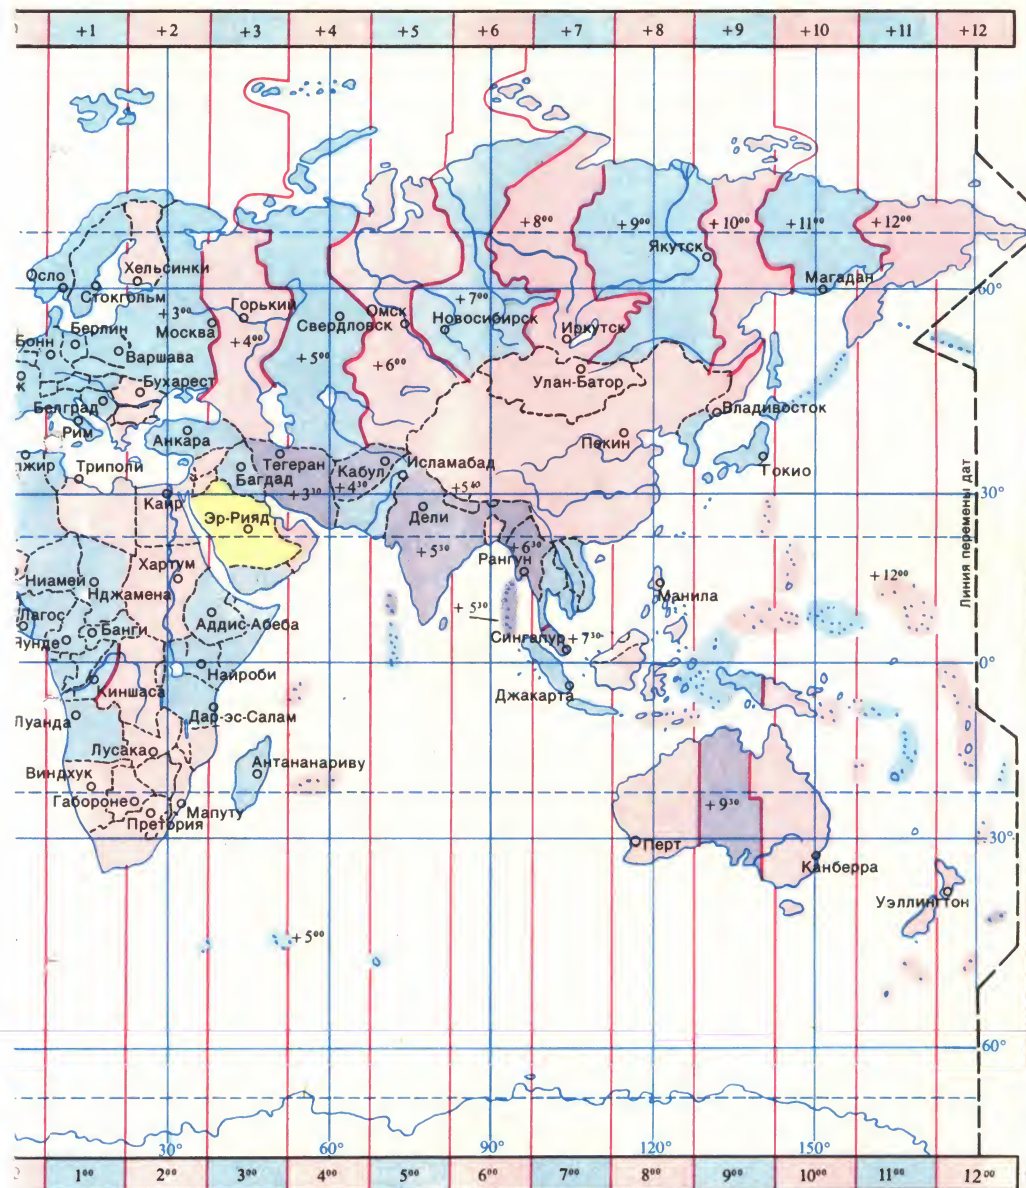 +1 +2 +3 +4 +5 +6 +7 +8 +9 +10 +11 +12
+8⁰⁰
+9⁰⁰
+10⁰⁰
+11⁰⁰
+12⁰⁰
Якутск
Осло
Хельсинки
Стокгольм
Магадан
60°
+3⁰⁰
Москва
Горький
Свердловск
Омск
+7⁰⁰
Новосибирск
Иркутск
Берлин
Бонн
Варшава
+4⁰⁰
+5⁰⁰
+6⁰⁰
Улан-Батор
Бухарест
Белград
Рим
Анкара
Владивосток
Пекин
Токио
жир
Триполи
Тегеран
Багдад
Кабул
Исламабад
+3³⁰
+4³⁰
+5⁴⁰
30°
Каир
Эр-Рияд
Дели
+5³⁰
+6³⁰
Рангун
Линия перемены дат
Хартум
Ниамей
Нджамена
+12⁰⁰
Манила
Лагос
Банги
Аддис-Абеба
+5³⁰
Яунде
Сингапур
+7³⁰
0°
Найроби
Киншаса
Джакарта
Луанда
Дар-эс-Салам
Лусака
Антананариву
Виндхук
Габороне
Мапуту
Претория
+9³⁰
30°
Перт
Канберра
Уэллингтон
+5⁰⁰
60°
30° 60° 90° 120° 150°
1⁰⁰ 2⁰⁰ 3⁰⁰ 4⁰⁰ 5⁰⁰ 6⁰⁰ 7⁰⁰ 8⁰⁰ 9⁰⁰ 10⁰⁰ 11⁰⁰ 12⁰⁰